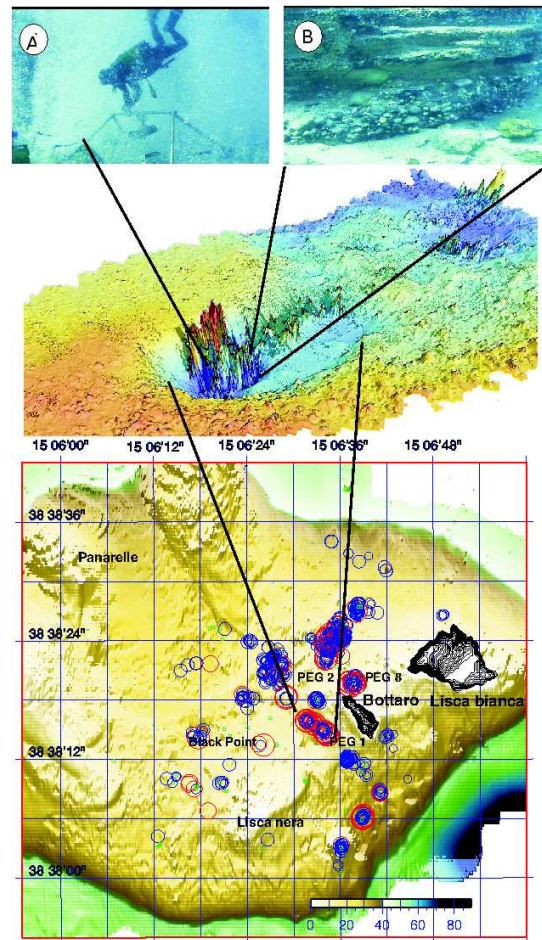 A
B
15 06'00" 15 06'12" 15 06'24" 15 06'36" 15 06'48"
38 38'36"
Panarelle
38 38'24"
PEG 2 PEG 8
Bottaro
Lisca bianca
Black Point PEG 1
38 38'12"
Lisca nera
38 38'00"
0 20 40 60 80